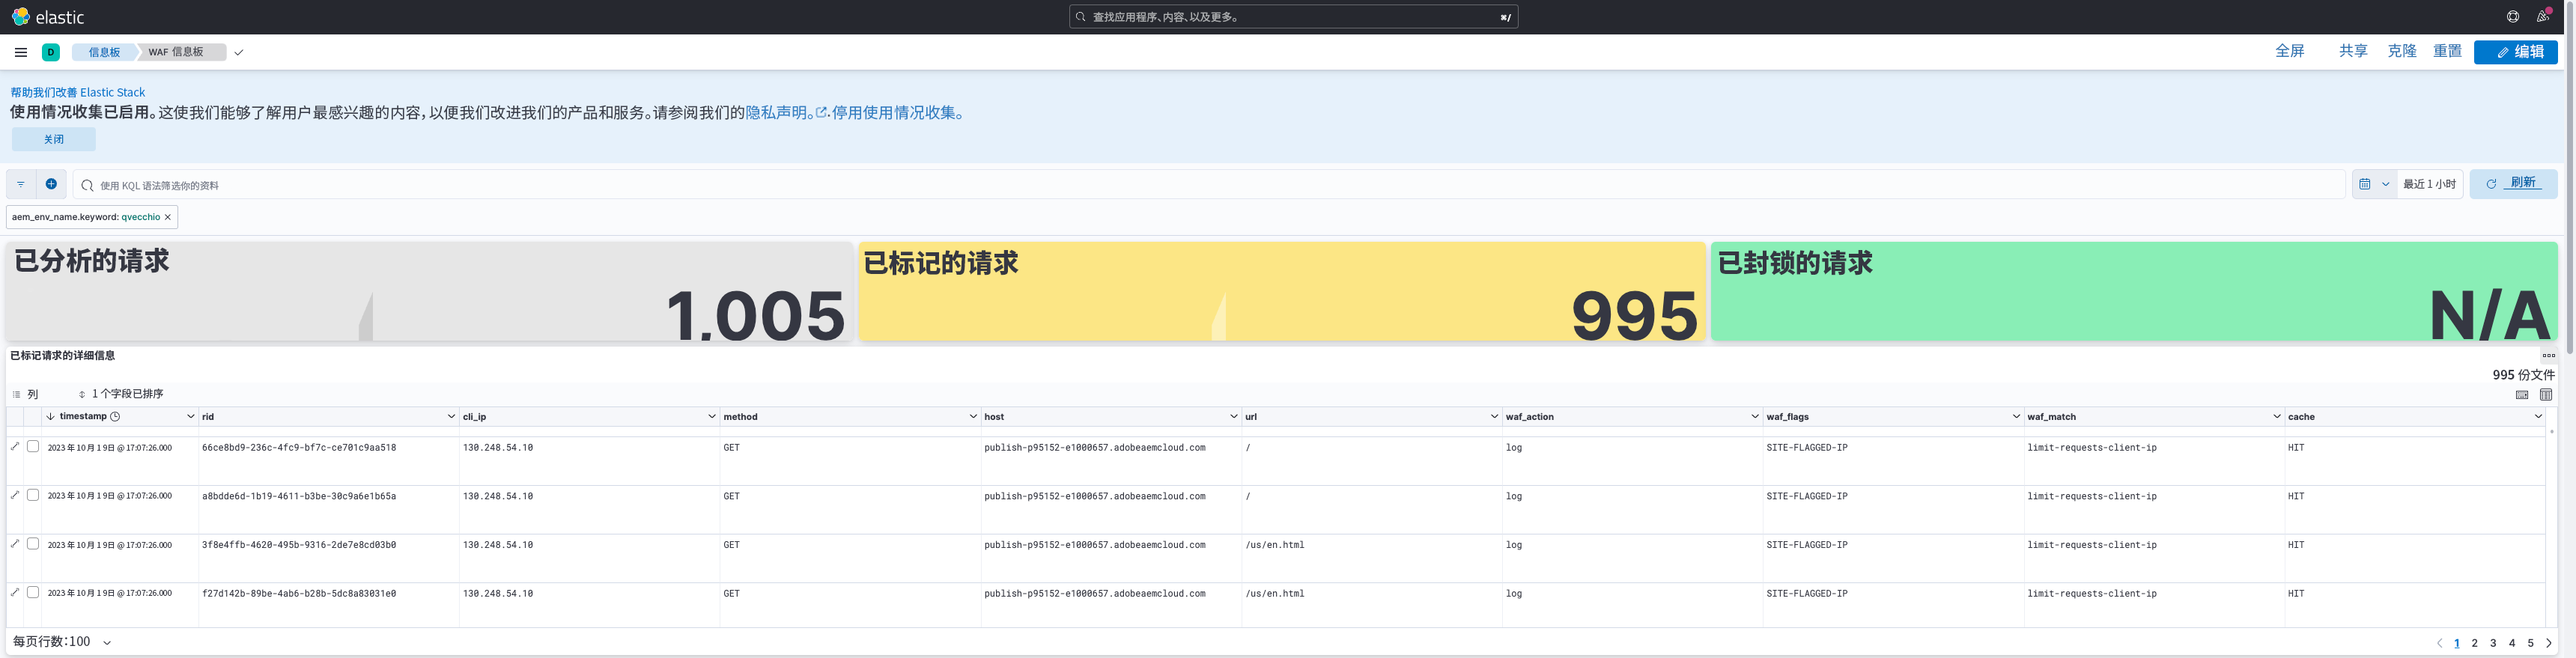 elastic
查找应用程序、内容、以及更多。 ⌘/
D 信息板 WAF 信息板
全屏 共享 克隆 重置 编辑
帮助我们改善 Elastic Stack
使用情况收集已启用。这使我们能够了解用户最感兴趣的内容，以便我们改进我们的产品和服务。请参阅我们的隐私声明。.停用使用情况收集。
关闭
使用 KQL 语法筛选你的资料
最近 1 小时 刷新
aem_env_name.keyword: qvecchio ×
已分析的请求
1,005
已标记的请求
995
已封锁的请求
N/A
已标记请求的详细信息
995 份文件
列 1 个字段已排序
timestamp rid cli_ip method host url waf_action waf_flags waf_match cache
2023 年 10 月 1 9日 @ 17:07:26.000 66ce8bd9-236c-4fc9-bf7c-ce701c9aa518 130.248.54.10 GET publish-p95152-e1000657.adobeaemcloud.com / log SITE-FLAGGED-IP limit-requests-client-ip HIT
2023 年 10 月 1 9日 @ 17:07:26.000 a8bdde6d-1b19-4611-b3be-30c9a6e1b65a 130.248.54.10 GET publish-p95152-e1000657.adobeaemcloud.com / log SITE-FLAGGED-IP limit-requests-client-ip HIT
2023 年 10 月 1 9日 @ 17:07:26.000 3f8e4ffb-4620-495b-9316-2de7e8cd03b0 130.248.54.10 GET publish-p95152-e1000657.adobeaemcloud.com /us/en.html log SITE-FLAGGED-IP limit-requests-client-ip HIT
2023 年 10 月 1 9日 @ 17:07:26.000 f27d142b-89be-4ab6-b28b-5dc8a83031e0 130.248.54.10 GET publish-p95152-e1000657.adobeaemcloud.com /us/en.html log SITE-FLAGGED-IP limit-requests-client-ip HIT
每页行数：100
1 2 3 4 5